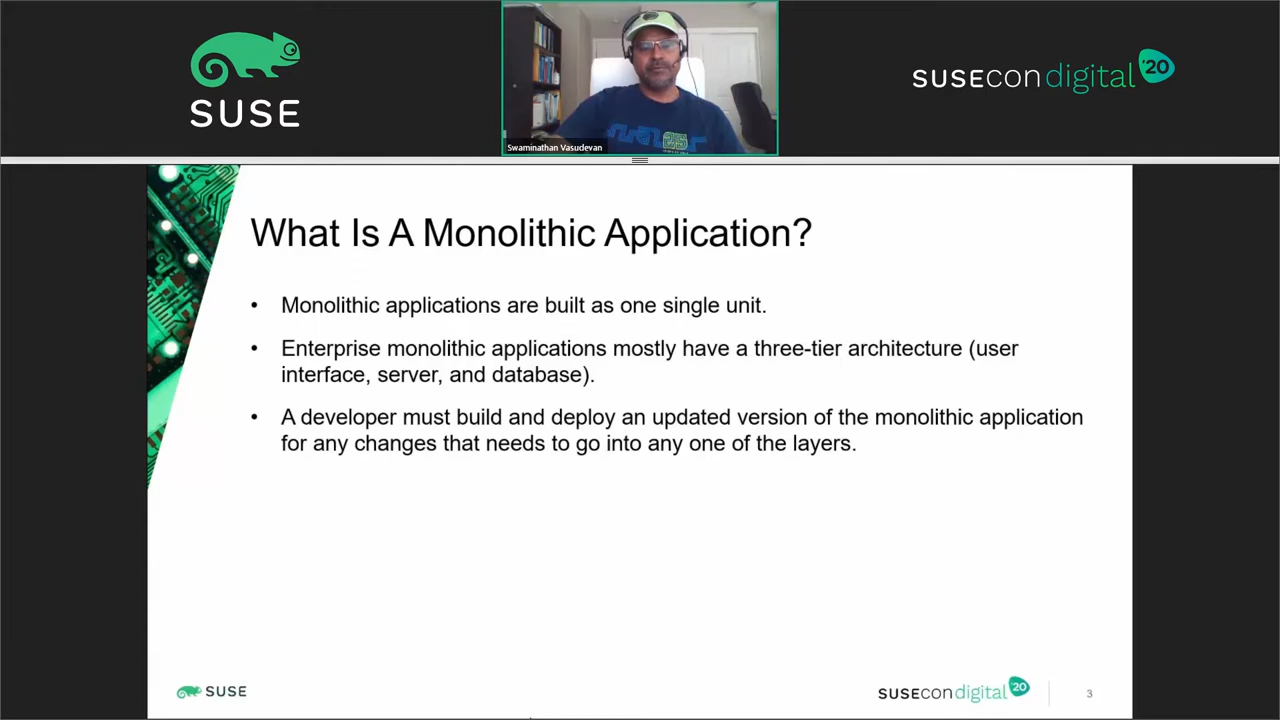 SUSE
SUSECON digital '20
Swaminathan Vasudevan
What Is A Monolithic Application?
• Monolithic applications are built as one single unit.
• Enterprise monolithic applications mostly have a three-tier architecture (user
interface, server, and database).
• A developer must build and deploy an updated version of the monolithic application
for any changes that needs to go into any one of the layers.
SUSE
SUSECON digital '20
3